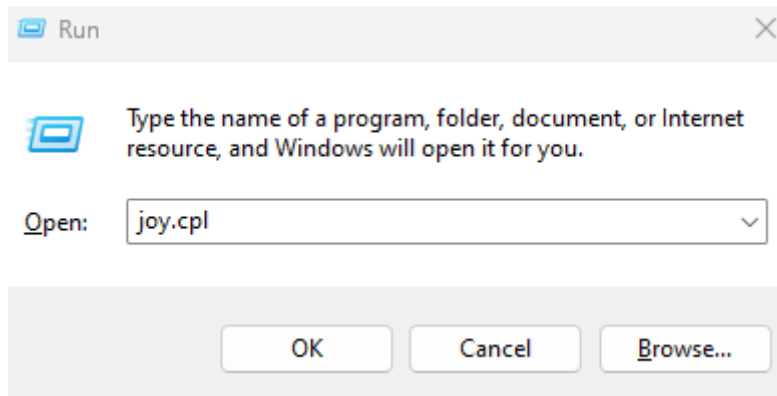 Run
Type the name of a program, folder, document, or Internet
resource, and Windows will open it for you.
Open: joy.cpl
OK Cancel Browse...